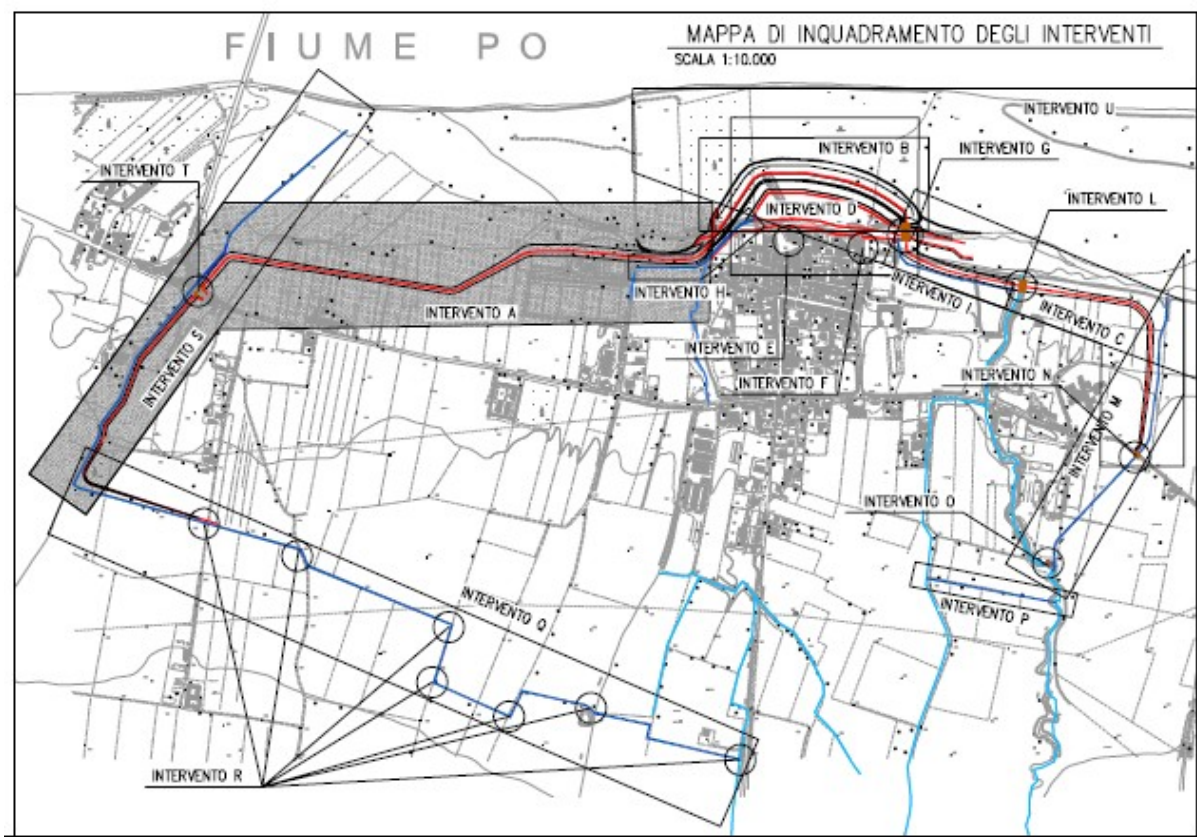 FIUME PO
MAPPA DI INQUADRAMENTO DEGLI INTERVENTI
SCALA 1:10.000
INTERVENTO U
INTERVENTO B
INTERVENTO G
INTERVENTO T
INTERVENTO L
INTERVENTO D
INTERVENTO H
INTERVENTO I
INTERVENTO A
INTERVENTO C
INTERVENTO E
INTERVENTO S
INTERVENTO F
INTERVENTO N
INTERVENTO M
INTERVENTO O
INTERVENTO P
INTERVENTO Q
INTERVENTO R